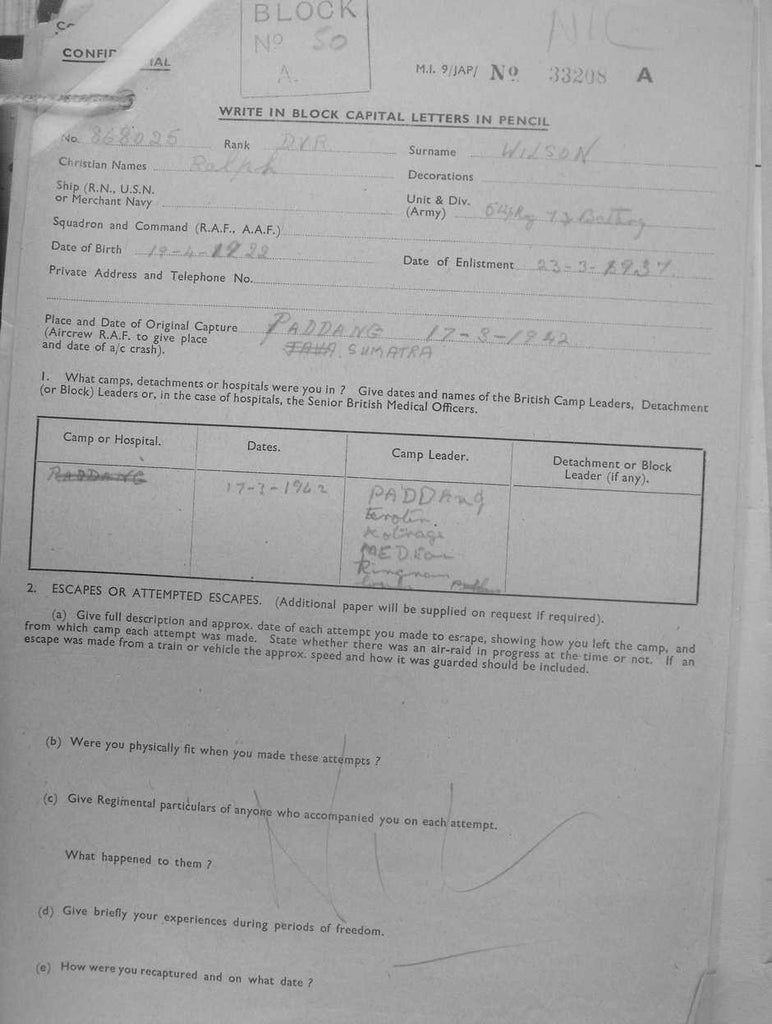 BLOCK
Nº 50
A.
NIL
CONFIDENTIAL
M.I. 9/JAP/ Nº 33208 A
WRITE IN BLOCK CAPITAL LETTERS IN PENCIL
No. 868025 Rank DVR Surname WILSON
Christian Names Ralph Decorations
Ship (R.N., U.S.N. or Merchant Navy
Unit & Div. (Army)
Squadron and Command (R.A.F., A.A.F.)
Date of Birth 19-4-1922 Date of Enlistment 23-3-1937
Private Address and Telephone No.
Place and Date of Original Capture PADDANG 17-3-1942
(Aircrew R.A.F. to give place JAVA SUMATRA
and date of a/c crash).
1. What camps, detachments or hospitals were you in ? Give dates and names of the British Camp Leaders, Detachment
(or Block) Leaders or, in the case of hospitals, the Senior British Medical Officers.
Camp or Hospital. Dates. Camp Leader. Detachment or Block
Leader (if any).
PADDANG 17-3-1942 PADDANg
MEDEan
2. ESCAPES OR ATTEMPTED ESCAPES. (Additional paper will be supplied on request if required).
(a) Give full description and approx. date of each attempt you made to escape, showing how you left the camp, and
from which camp each attempt was made. State whether there was an air-raid in progress at the time or not. If an
escape was made from a train or vehicle the approx. speed and how it was guarded should be included.
(b) Were you physically fit when you made these attempts ?
(c) Give Regimental particulars of anyone who accompanied you on each attempt.
NIL
What happened to them ?
(d) Give briefly your experiences during periods of freedom.
(e) How were you recaptured and on what date ?